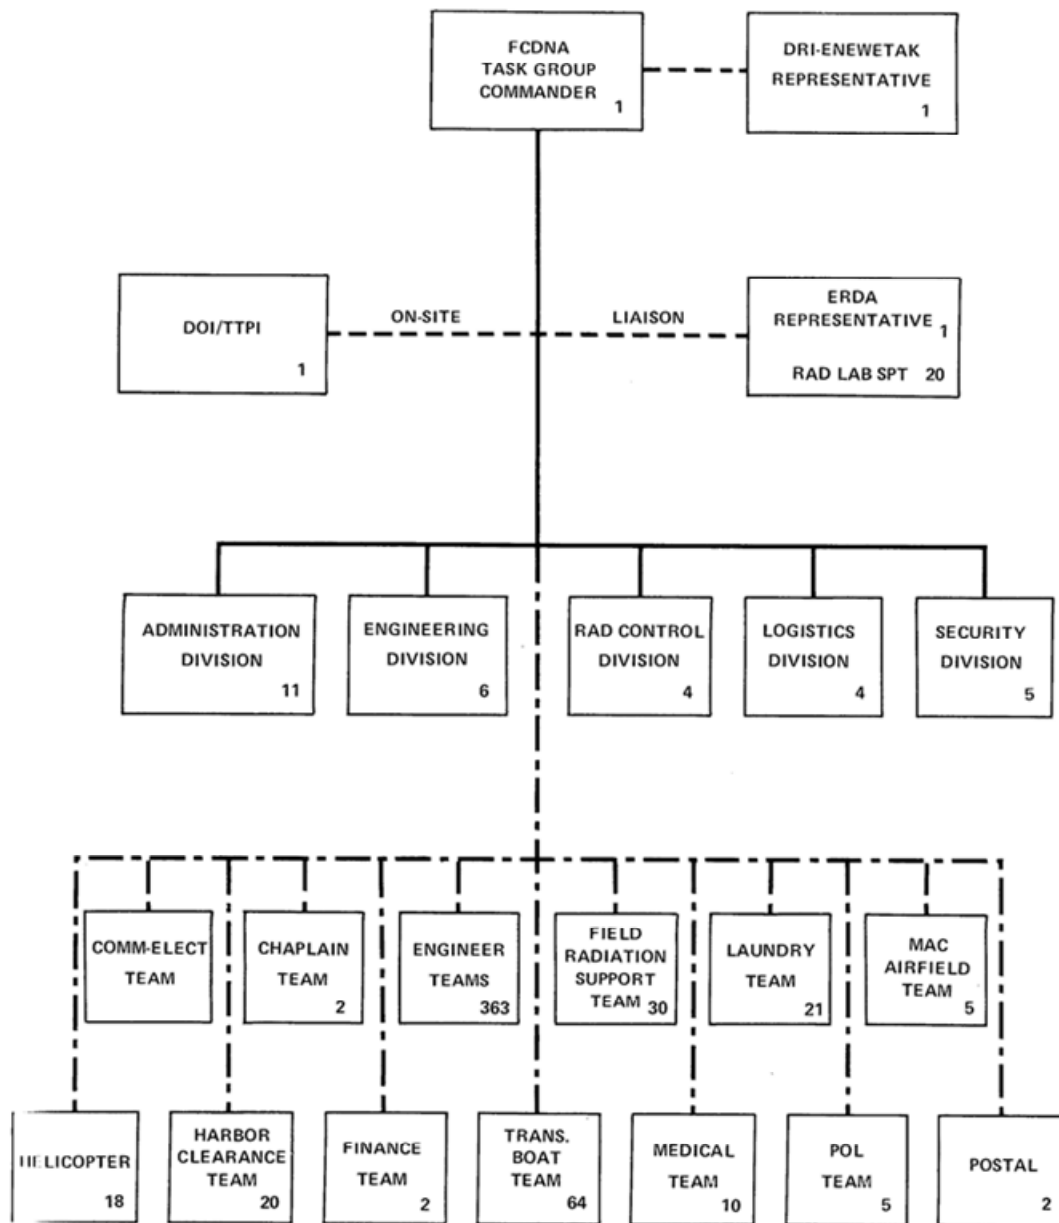 FCDNA
TASK GROUP
COMMANDER
1
DRI-ENEWETAK
REPRESENTATIVE
1
DOI/TTPI
1
ON-SITE
LIAISON
ERDA
REPRESENTATIVE 1
RAD LAB SPT 20
ADMINISTRATION
DIVISION
11
ENGINEERING
DIVISION
6
RAD CONTROL
DIVISION
4
LOGISTICS
DIVISION
4
SECURITY
DIVISION
5
COMM-ELECT
TEAM
CHAPLAIN
TEAM
2
ENGINEER
TEAMS
363
FIELD
RADIATION
SUPPORT
TEAM
30
LAUNDRY
TEAM
21
MAC
AIRFIELD
TEAM
5
HELICOPTER
18
HARBOR
CLEARANCE
TEAM
20
FINANCE
TEAM
2
TRANS.
BOAT
TEAM
64
MEDICAL
TEAM
10
POL
TEAM
5
POSTAL
2